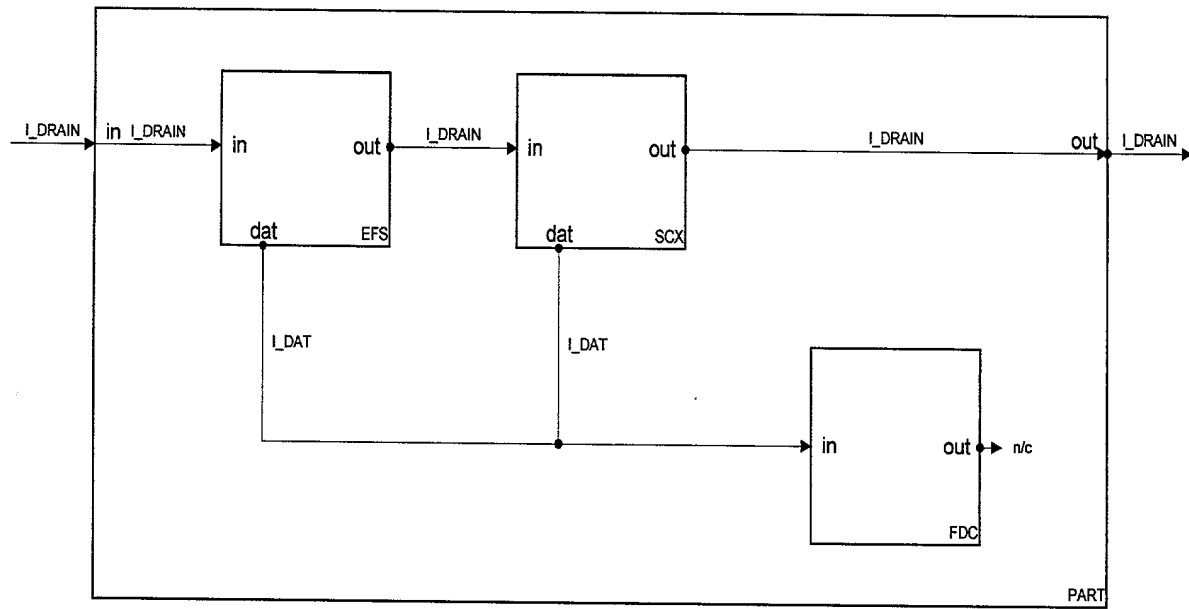 I_DRAIN
in I_DRAIN
in
out
I_DRAIN
in
out
I_DRAIN
out
I_DRAIN
dat
EFS
dat
SCX
I_DAT
I_DAT
in
out
n/c
FDC
PART